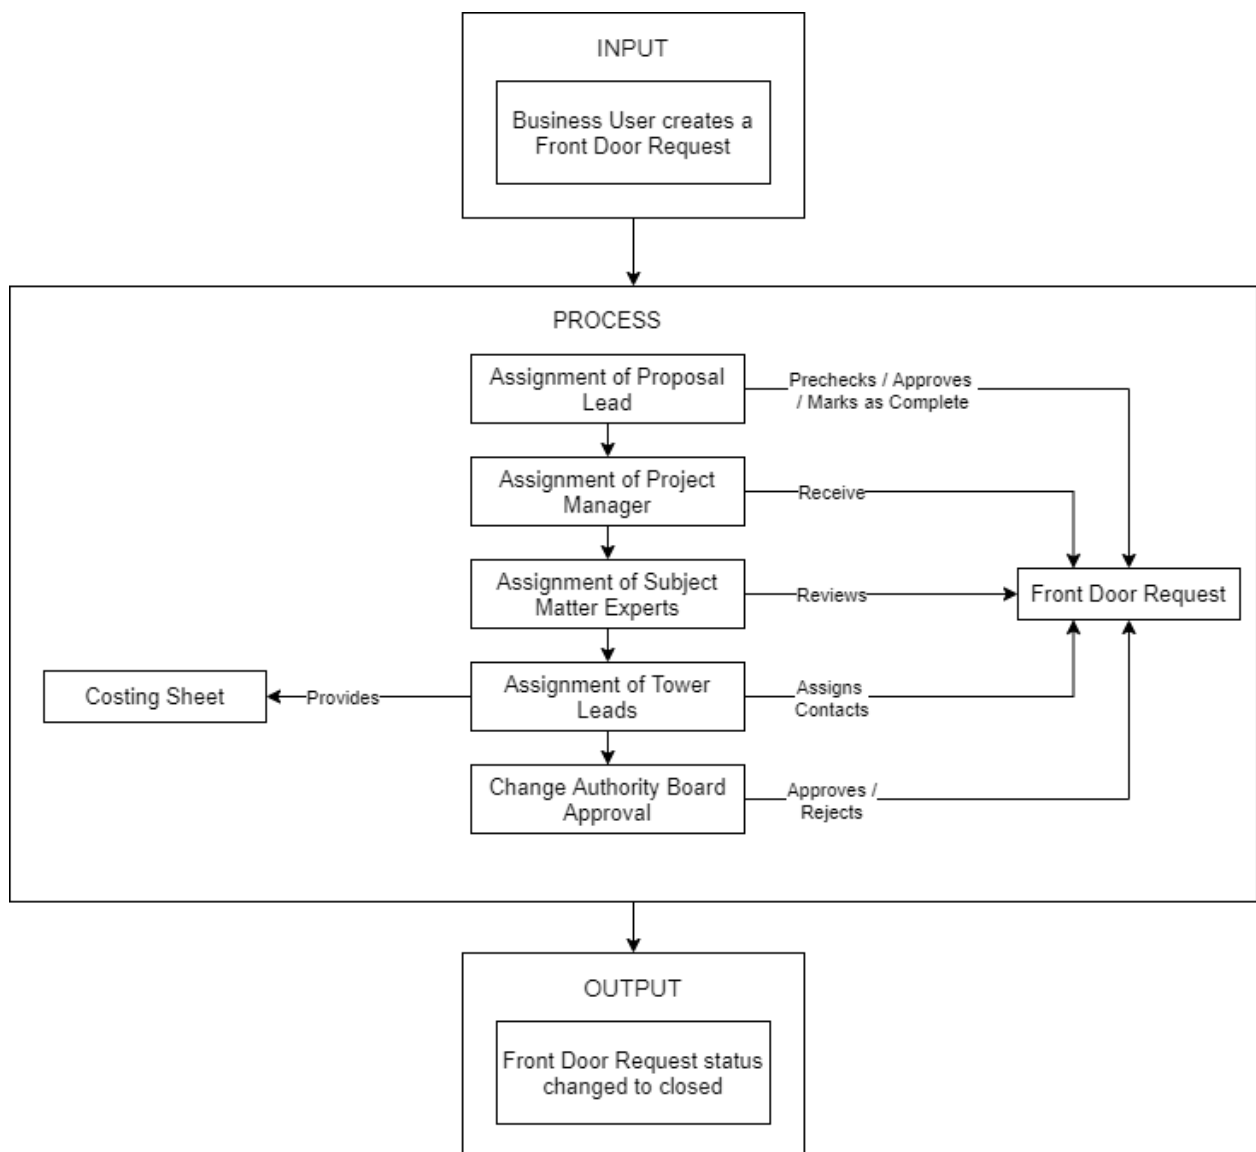 INPUT
Business User creates a
Front Door Request
PROCESS
Assignment of Proposal
Lead
Prechecks / Approves
/ Marks as Complete
Assignment of Project
Manager
Receive
Assignment of Subject
Matter Experts
Reviews
Front Door Request
Costing Sheet
Provides
Assignment of Tower
Leads
Assigns
Contacts
Change Authority Board
Approval
Approves /
Rejects
OUTPUT
Front Door Request status
changed to closed